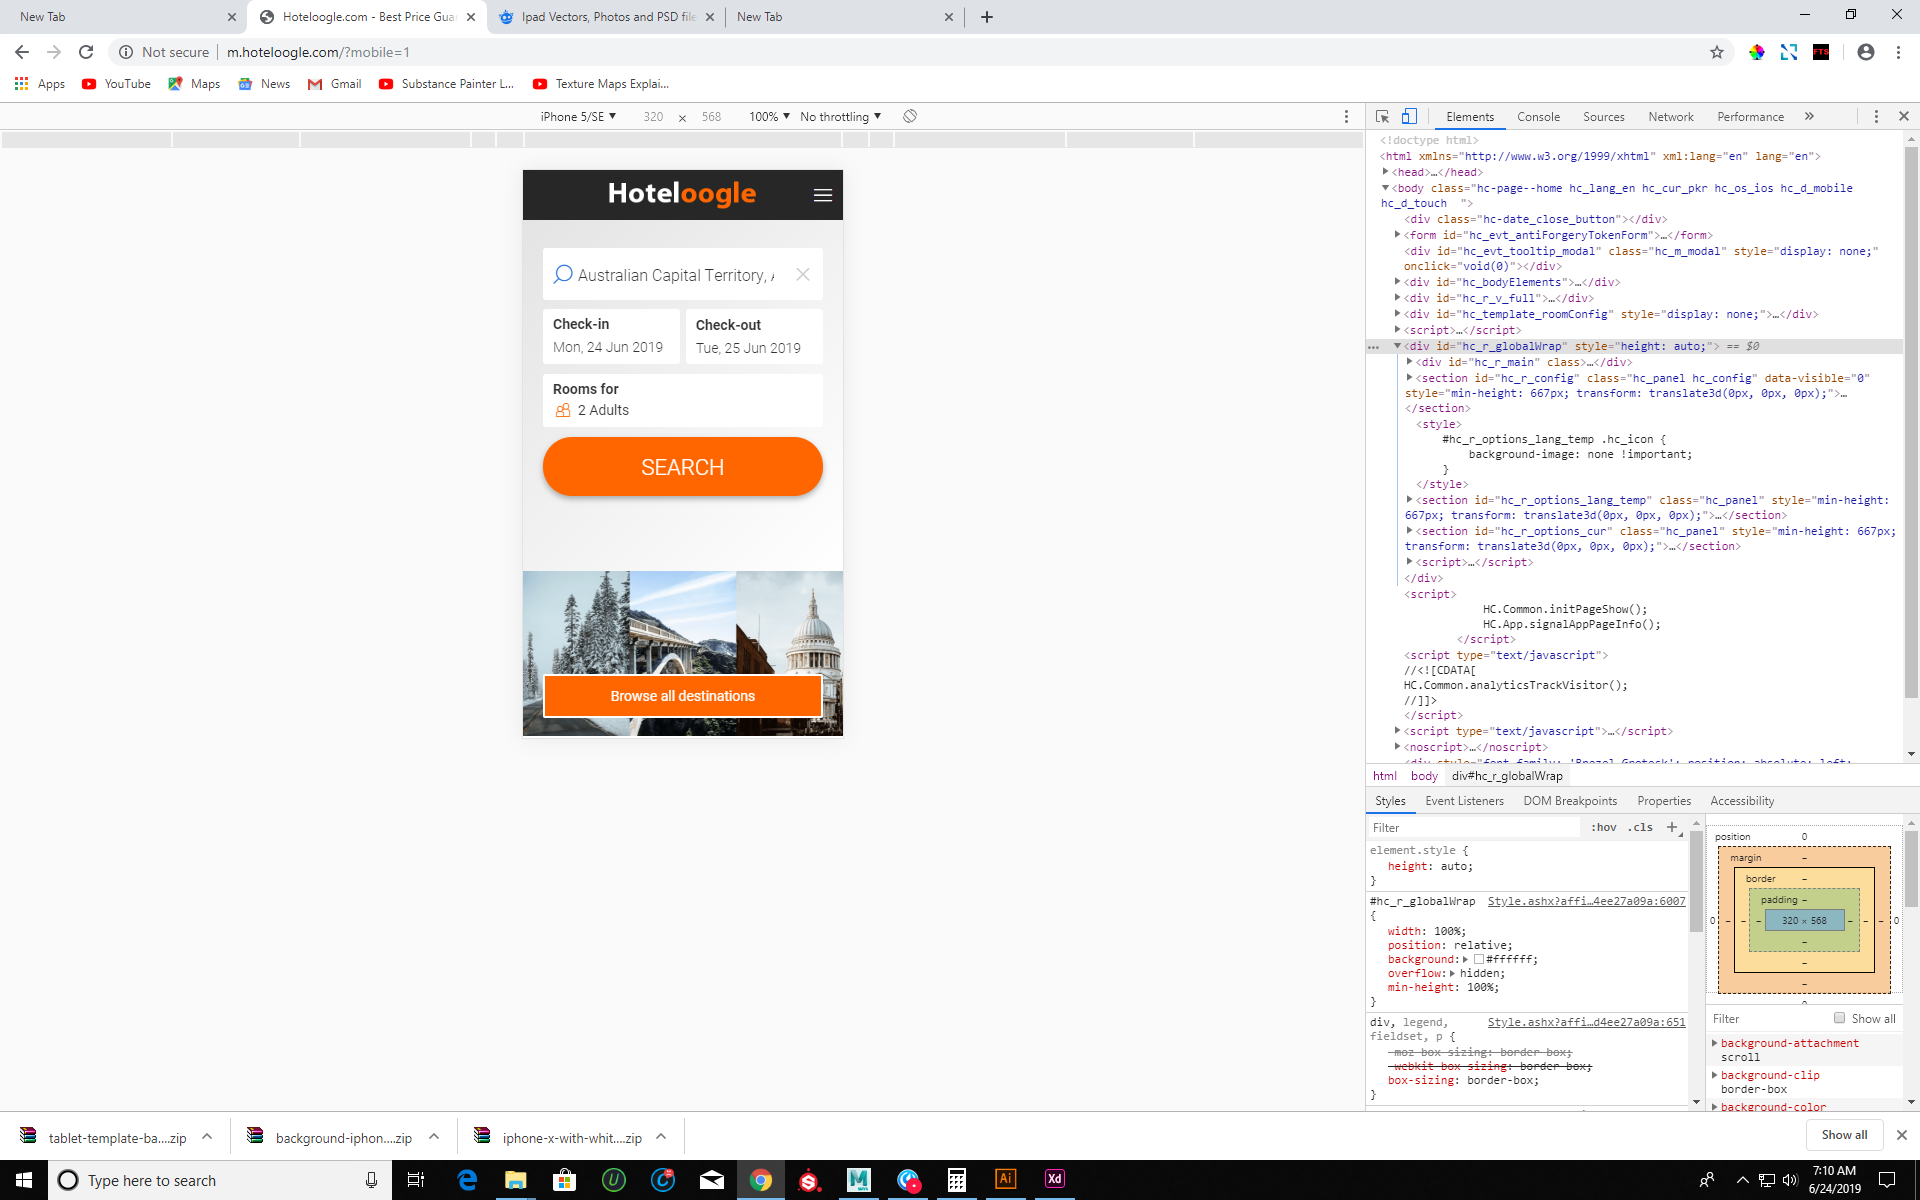 New Tab
Hoteloogle.com - Best Price Gua
Ipad Vectors, Photos and PSD file
New Tab
Not secure
m.hoteloogle.com/?mobile=1
FTS
Apps
YouTube
Maps
News
Gmail
Substance Painter L...
Texture Maps Explai...
iPhone 5/SE ▼ 320 × 568 100% ▼ No throttling ▼
Hoteloogle
Australian Capital Territory, A
Check-in
Mon, 24 Jun 2019
Check-out
Tue, 25 Jun 2019
Rooms for
2 Adults
SEARCH
Browse all destinations
Elements Console Sources Network Performance »
<!doctype html>
<html xmlns="http://www.w3.org/1999/xhtml" xml:lang="en" lang="en">
<head>…</head>
<body class="hc-page--home hc_lang_en hc_cur_pkr hc_os_ios hc_d_mobile
hc_d_touch  ">
<div class="hc-date_close_button"></div>
<form id="hc_evt_antiForgeryTokenForm">…</form>
<div id="hc_evt_tooltip_modal" class="hc_m_modal" style="display: none;"
onclick="void(0)"></div>
<div id="hc_bodyElements">…</div>
<div id="hc_r_v_full">…</div>
<div id="hc_template_roomConfig" style="display: none;">…</div>
<script>…</script>
<div id="hc_r_globalWrap" style="height: auto;"> == $0
<div id="hc_r_main" class>…</div>
<section id="hc_r_config" class="hc_panel hc_config" data-visible="0"
style="min-height: 667px; transform: translate3d(0px, 0px, 0px);">…
</section>
<style>
#hc_r_options_lang_temp .hc_icon {
background-image: none !important;
}
</style>
<section id="hc_r_options_lang_temp" class="hc_panel" style="min-height:
667px; transform: translate3d(0px, 0px, 0px);">…</section>
<section id="hc_r_options_cur" class="hc_panel" style="min-height: 667px;
transform: translate3d(0px, 0px, 0px);">…</section>
<script>…</script>
</div>
<script>
HC.Common.initPageShow();
HC.App.signalAppPageInfo();
</script>
<script type="text/javascript">
//<![CDATA[
HC.Common.analyticsTrackVisitor();
//]]>
</script>
<script type="text/javascript">…</script>
<noscript>…</noscript>
<div style="font-family: 'Brezel Grotesk'; position: absolute; left:
html body div#hc_r_globalWrap
Styles Event Listeners DOM Breakpoints Properties Accessibility
Filter :hov .cls +
element.style {
height: auto;
}
#hc_r_globalWrap Style.ashx?affi…4ee27a09a:6007
{
width: 100%;
position: relative;
background: #ffffff;
overflow: hidden;
min-height: 100%;
}
div, legend, Style.ashx?affi…d4ee27a09a:651
fieldset, p {
-moz-box-sizing: border-box;
-webkit-box-sizing: border-box;
box-sizing: border-box;
}
position 0
margin –
border –
padding –
0 – – – 320 × 568 – – – 0
–
–
–
0
Filter Show all
background-attachment
scroll
background-clip
border-box
background-color
tablet-template-ba....zip
background-iphon....zip
iphone-x-with-whit....zip
Show all
Type here to search
Ai
Xd
7:10 AM
6/24/2019